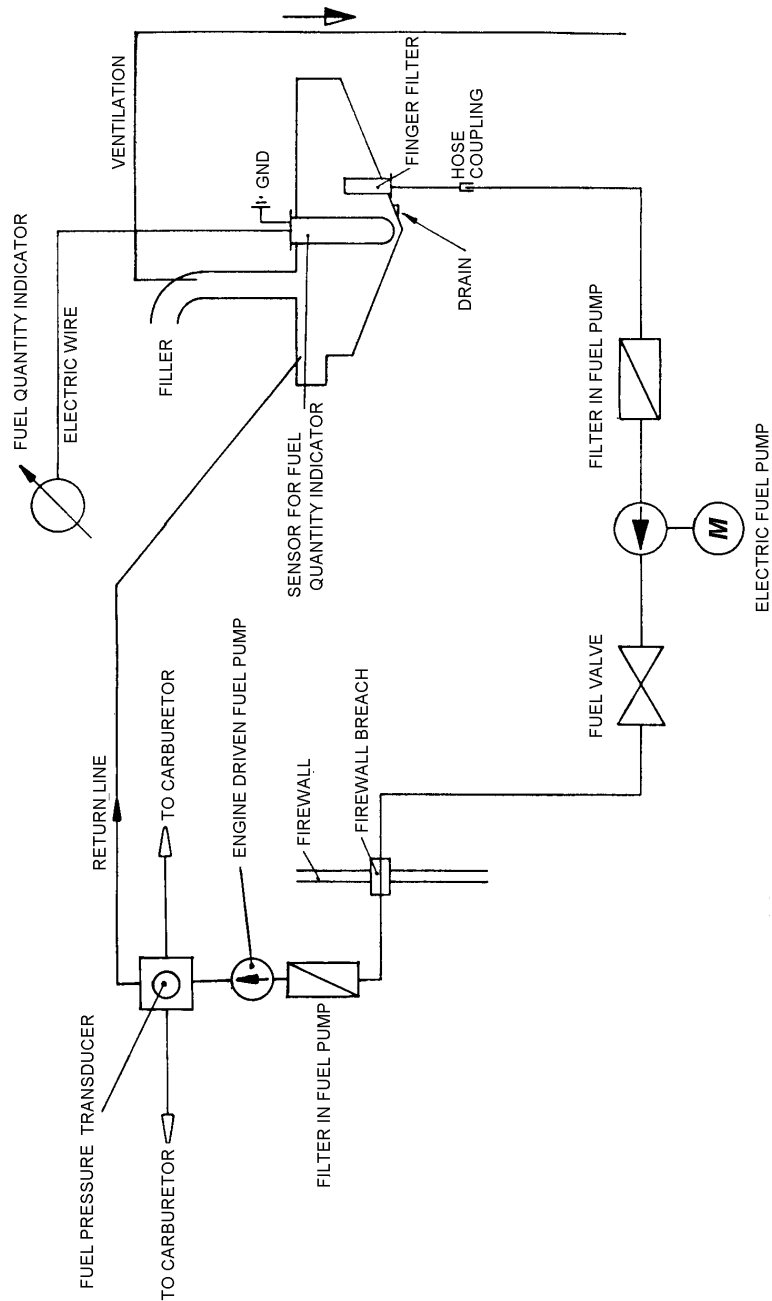 FUEL PRESSURE TRANSDUCER
TO CARBURETOR
TO CARBURETOR
RETURN LINE
FUEL QUANTITY INDICATOR
ELECTRIC WIRE
VENTILATION
FILLER
GND
SENSOR FOR FUEL
QUANTITY INDICATOR
FINGER FILTER
DRAIN
HOSE
COUPLING
ENGINE DRIVEN FUEL PUMP
FILTER IN FUEL PUMP
FIREWALL
FIREWALL BREACH
FUEL VALVE
FILTER IN FUEL PUMP
M
ELECTRIC FUEL PUMP